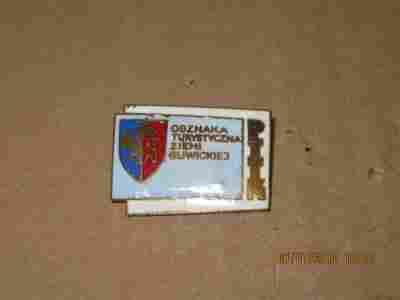 ODZNAKA
TURYSTYCZNA
ZIEMI
GLIWICKIEJ
PTTK